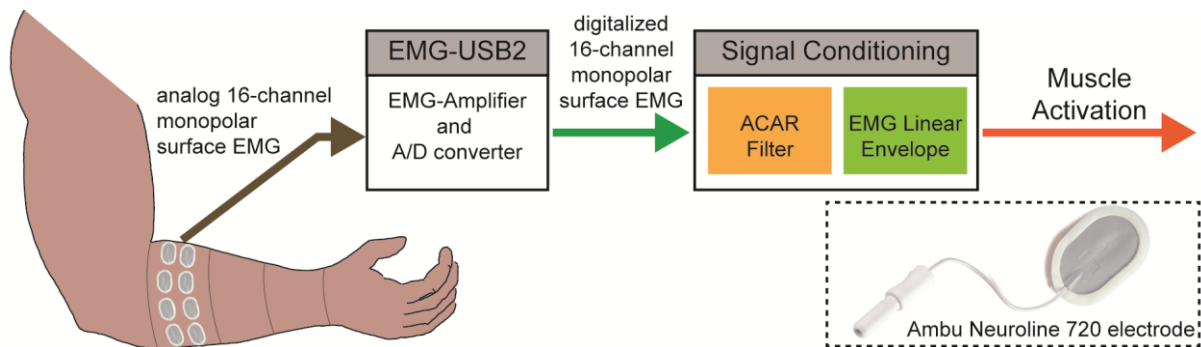 analog 16-channel
monopolar
surface EMG
EMG-USB2
EMG-Amplifier
and
A/D converter
digitalized
16-channel
monopolar
surface EMG
Signal Conditioning
ACAR
Filter
EMG Linear
Envelope
Muscle
Activation
Ambu Neuroline 720 electrode